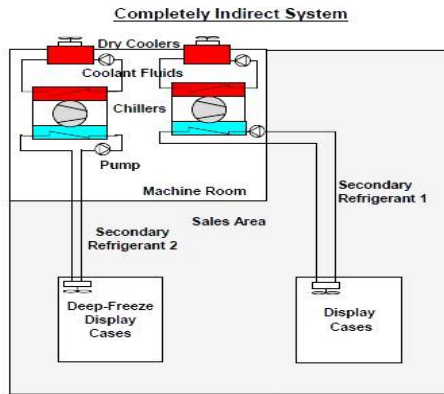 Completely Indirect System
Dry Coolers
Coolant Fluids
Chillers
Pump
Machine Room
Secondary
Refrigerant 1
Sales Area
Secondary
Refrigerant 2
Deep-Freeze
Display
Cases
Display
Cases